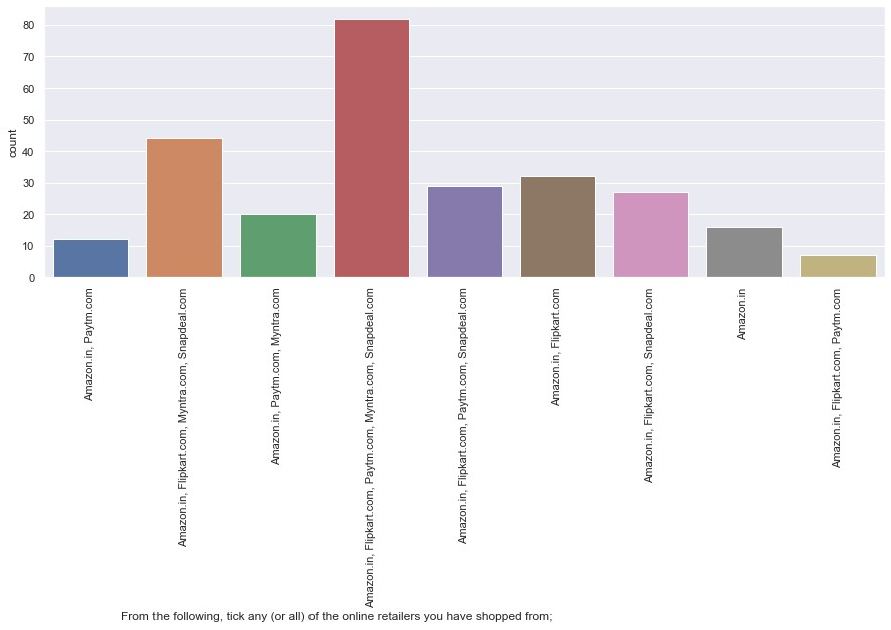 80
70
60
50
40
30
20
10
0
count
Amazon.in, Paytm.com
Amazon.in, Flipkart.com, Myntra.com, Snapdeal.com
Amazon.in, Paytm.com, Myntra.com
Amazon.in, Flipkart.com, Paytm.com, Myntra.com, Snapdeal.com
Amazon.in, Flipkart.com, Paytm.com, Snapdeal.com
Amazon.in, Flipkart.com
Amazon.in, Flipkart.com, Snapdeal.com
Amazon.in
Amazon.in, Flipkart.com, Paytm.com
From the following, tick any (or all) of the online retailers you have shopped from;